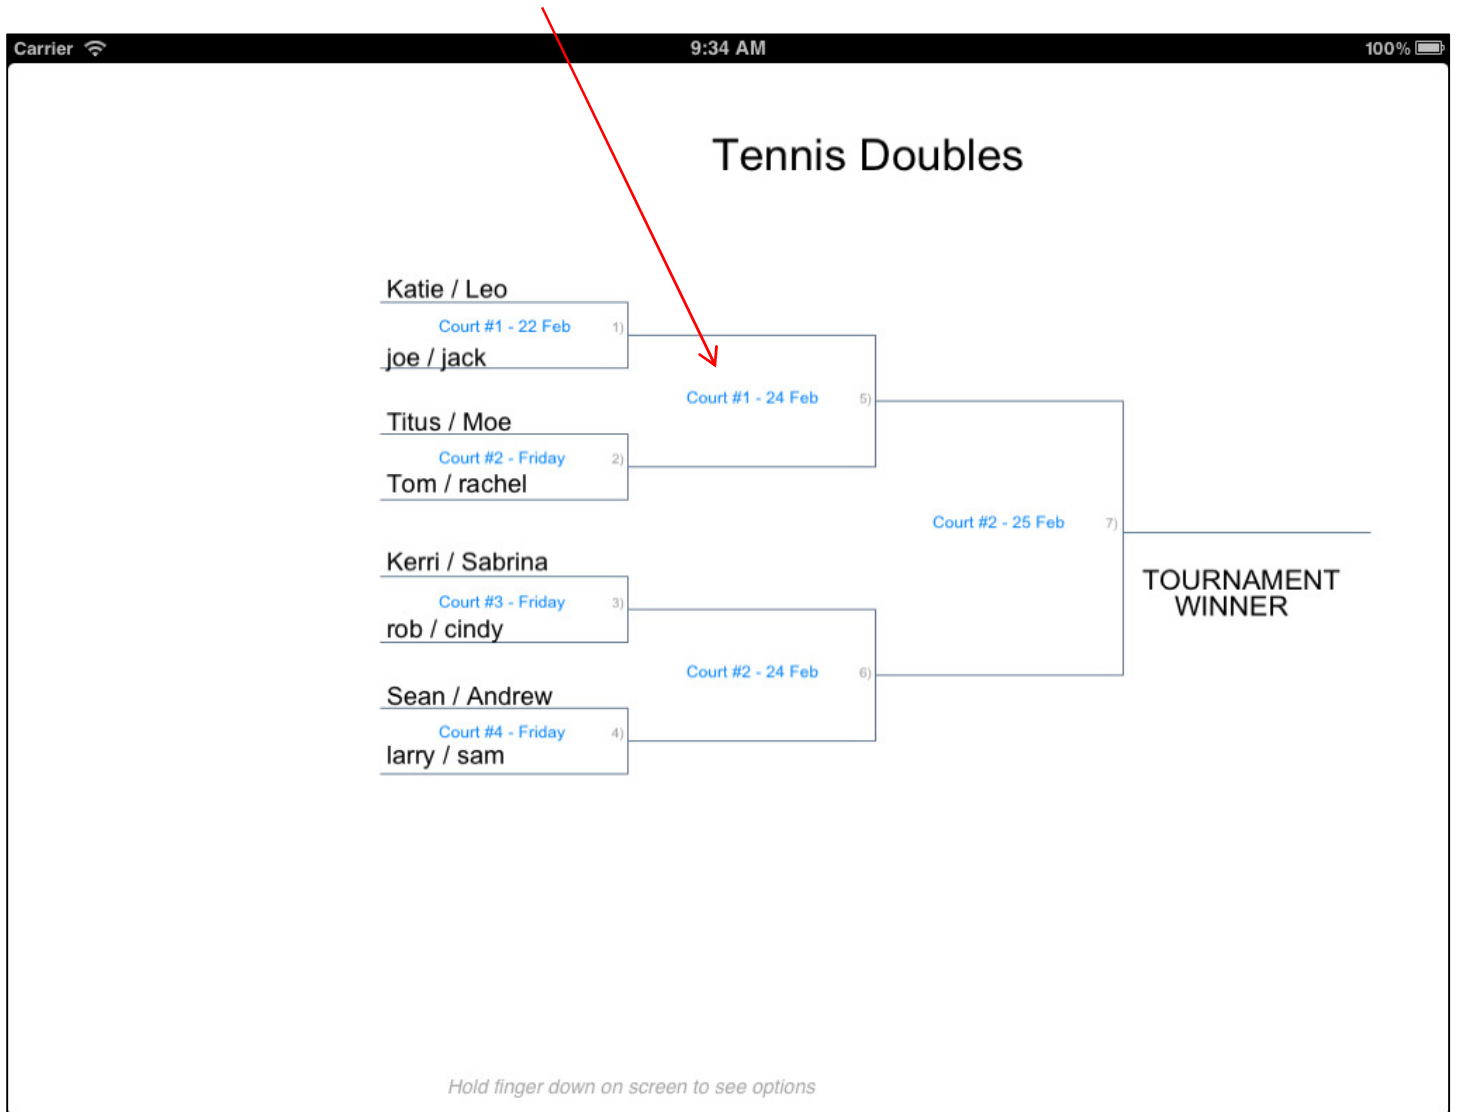 Carrier 9:34 AM 100%
Tennis Doubles
Katie / Leo
Court #1 - 22 Feb 1)
joe / jack
Court #1 - 24 Feb 5)
Titus / Moe
Court #2 - Friday 2)
Tom / rachel
Court #2 - 25 Feb 7)
Kerri / Sabrina
TOURNAMENT
WINNER
Court #3 - Friday 3)
rob / cindy
Court #2 - 24 Feb 6)
Sean / Andrew
Court #4 - Friday 4)
larry / sam
Hold finger down on screen to see options